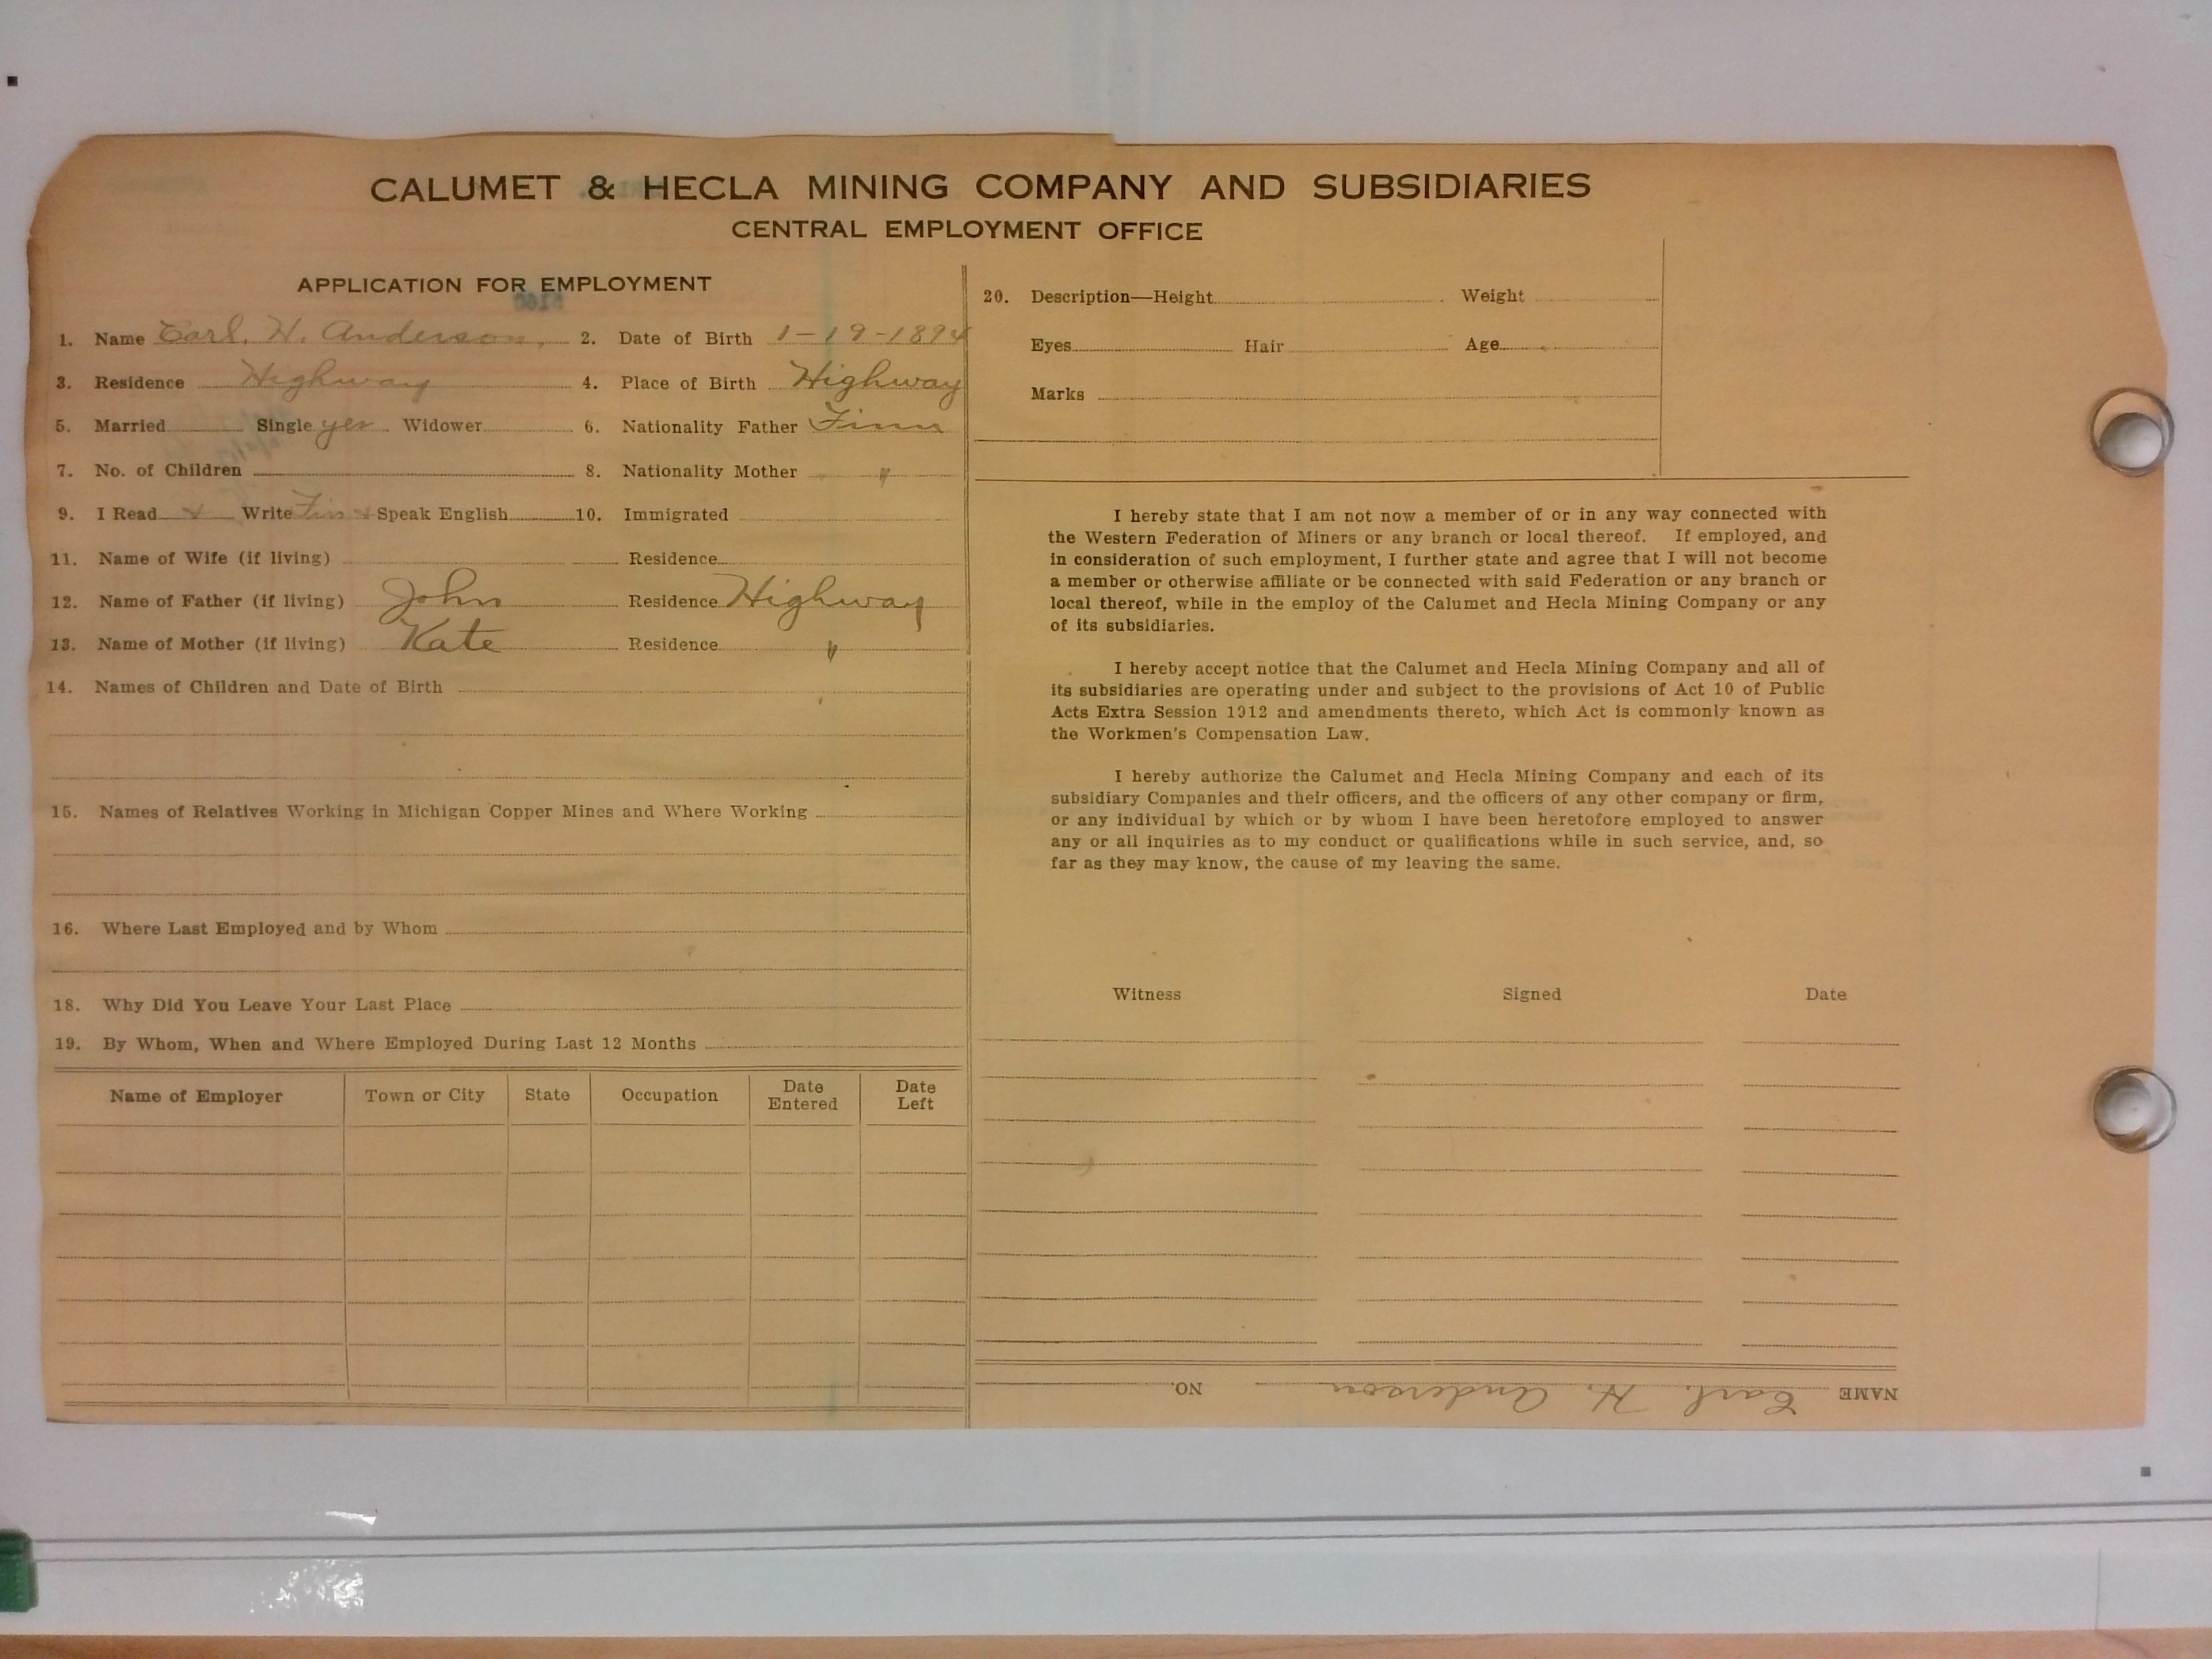 CALUMET & HECLA MINING COMPANY AND SUBSIDIARIES
CENTRAL EMPLOYMENT OFFICE
APPLICATION FOR EMPLOYMENT
1. Name Earl. H. Anderson, 2. Date of Birth 1-19-1894
3. Residence Highway 4. Place of Birth Highway
5. Married Single yes Widower 6. Nationality Father Finn
7. No. of Children 8. Nationality Mother "
9. I Read & Write Finn & Speak English 10. Immigrated
11. Name of Wife (if living) Residence
12. Name of Father (if living) John Residence Highway
13. Name of Mother (if living) Kate Residence "
14. Names of Children and Date of Birth
15. Names of Relatives Working in Michigan Copper Mines and Where Working
16. Where Last Employed and by Whom
18. Why Did You Leave Your Last Place
19. By Whom, When and Where Employed During Last 12 Months
Name of Employer Town or City State Occupation Date Entered Date Left
20. Description—Height Weight
Eyes Hair Age
Marks
I hereby state that I am not now a member of or in any way connected with
the Western Federation of Miners or any branch or local thereof. If employed, and
in consideration of such employment, I further state and agree that I will not become
a member or otherwise affiliate or be connected with said Federation or any branch or
local thereof, while in the employ of the Calumet and Hecla Mining Company or any
of its subsidiaries.
I hereby accept notice that the Calumet and Hecla Mining Company and all of
its subsidiaries are operating under and subject to the provisions of Act 10 of Public
Acts Extra Session 1912 and amendments thereto, which Act is commonly known as
the Workmen's Compensation Law.
I hereby authorize the Calumet and Hecla Mining Company and each of its
subsidiary Companies and their officers, and the officers of any other company or firm,
or any individual by which or by whom I have been heretofore employed to answer
any or all inquiries as to my conduct or qualifications while in such service, and, so
far as they may know, the cause of my leaving the same.
Witness Signed Date
NAME Earl. H. Anderson NO.